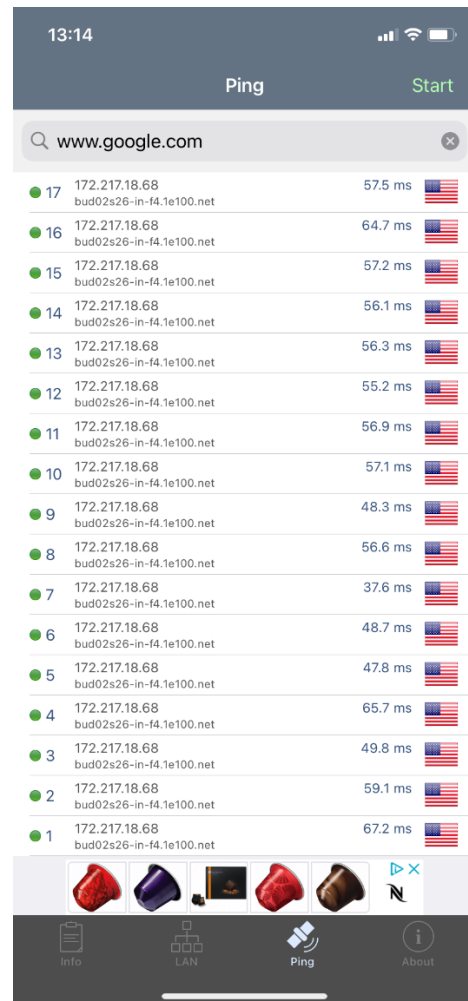 13:14
Ping Start
www.google.com
17 172.217.18.68 57.5 ms
bud02s26-in-f4.1e100.net
16 172.217.18.68 64.7 ms
bud02s26-in-f4.1e100.net
15 172.217.18.68 57.2 ms
bud02s26-in-f4.1e100.net
14 172.217.18.68 56.1 ms
bud02s26-in-f4.1e100.net
13 172.217.18.68 56.3 ms
bud02s26-in-f4.1e100.net
12 172.217.18.68 55.2 ms
bud02s26-in-f4.1e100.net
11 172.217.18.68 56.9 ms
bud02s26-in-f4.1e100.net
10 172.217.18.68 57.1 ms
bud02s26-in-f4.1e100.net
9 172.217.18.68 48.3 ms
bud02s26-in-f4.1e100.net
8 172.217.18.68 56.6 ms
bud02s26-in-f4.1e100.net
7 172.217.18.68 37.6 ms
bud02s26-in-f4.1e100.net
6 172.217.18.68 48.7 ms
bud02s26-in-f4.1e100.net
5 172.217.18.68 47.8 ms
bud02s26-in-f4.1e100.net
4 172.217.18.68 65.7 ms
bud02s26-in-f4.1e100.net
3 172.217.18.68 49.8 ms
bud02s26-in-f4.1e100.net
2 172.217.18.68 59.1 ms
bud02s26-in-f4.1e100.net
1 172.217.18.68 67.2 ms
bud02s26-in-f4.1e100.net
N
Info LAN Ping About